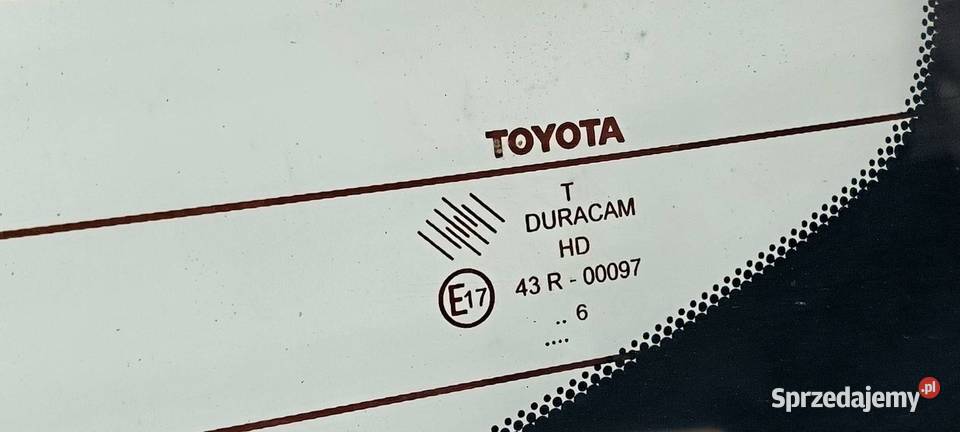 TOYOTA
T
DURACAM
HD
E17
43 R - 00097
.. 6
....
Sprzedajemy.pl